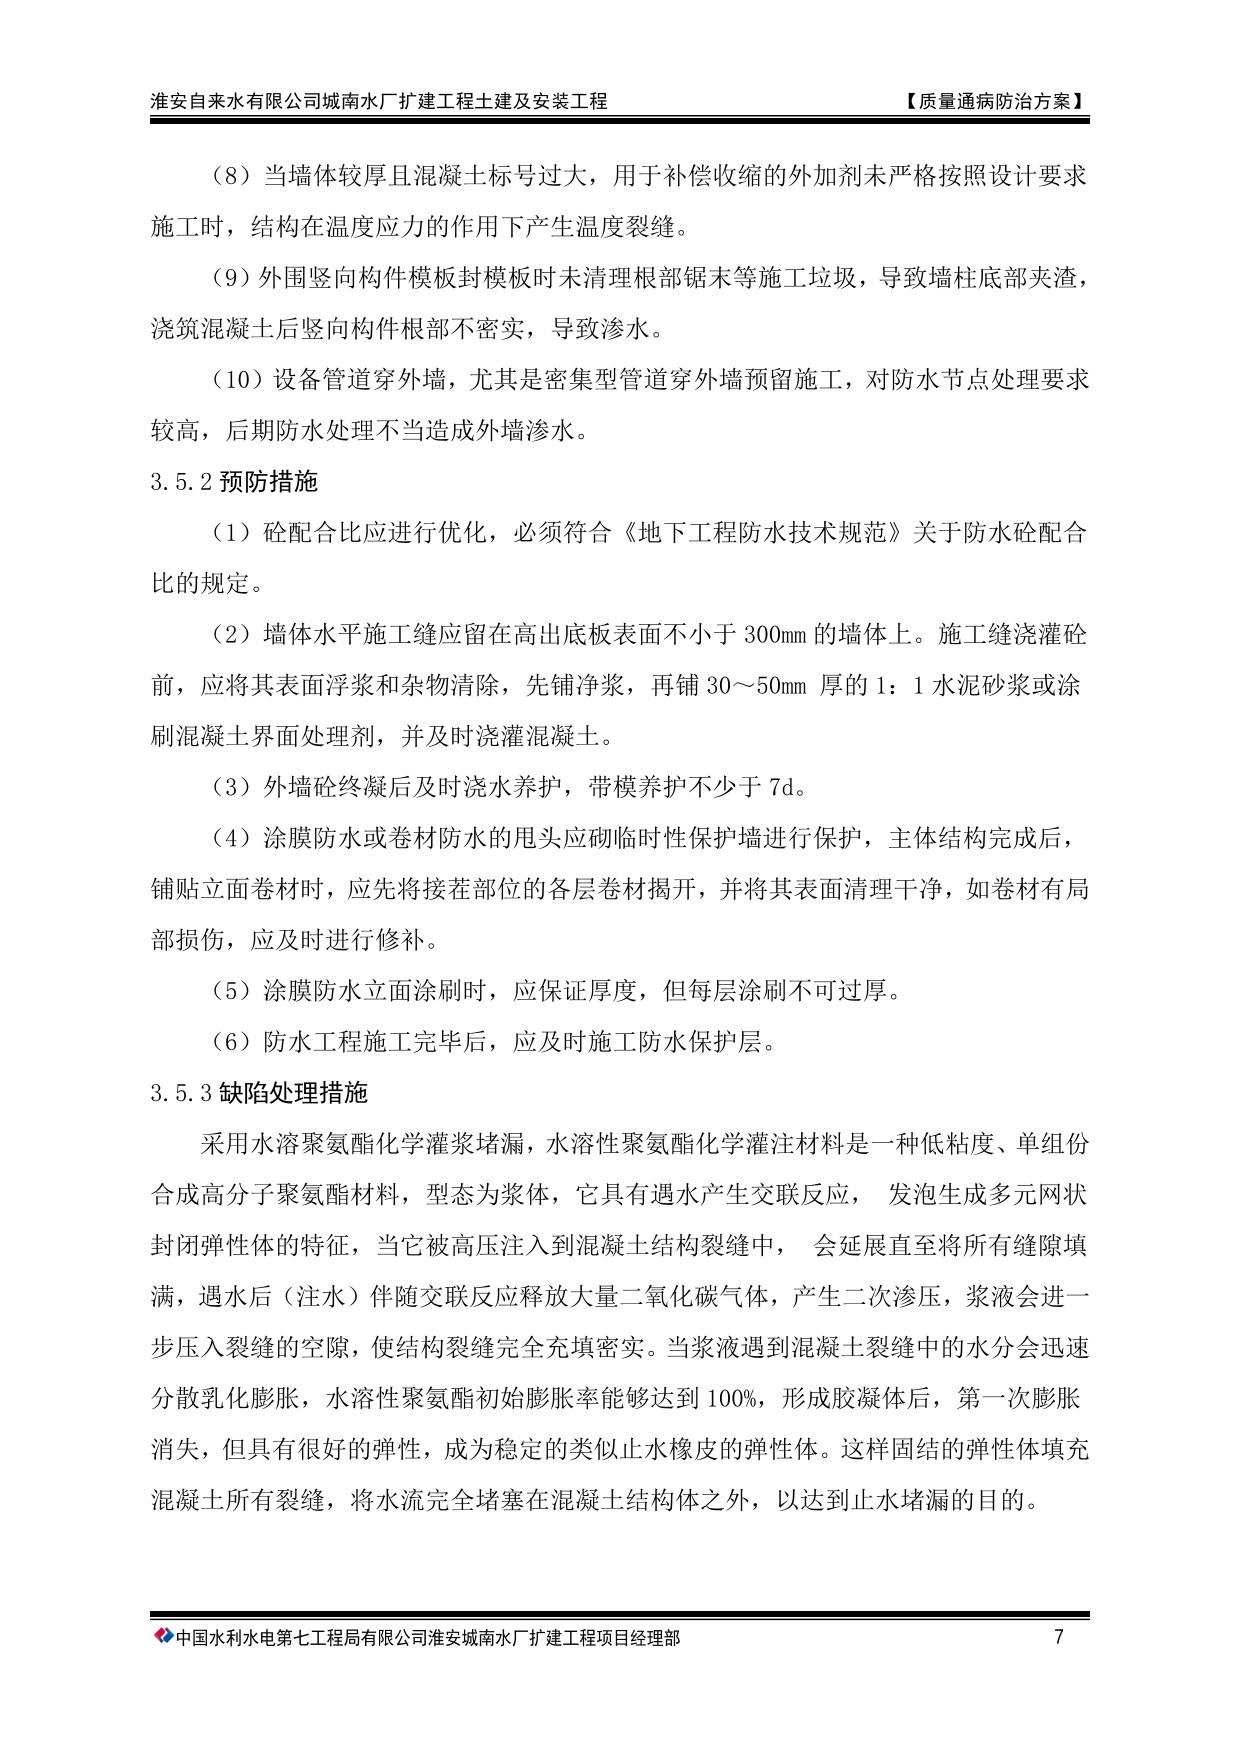 淮安自来水有限公司城南水厂扩建工程土建及安装工程 【质量通病防治方案】
（8）当墙体较厚且混凝土标号过大，用于补偿收缩的外加剂未严格按照设计要求
施工时，结构在温度应力的作用下产生温度裂缝。
（9）外围竖向构件模板封模板时未清理根部锯末等施工垃圾，导致墙柱底部夹渣，
浇筑混凝土后竖向构件根部不密实，导致渗水。
（10）设备管道穿外墙，尤其是密集型管道穿外墙预留施工，对防水节点处理要求
较高，后期防水处理不当造成外墙渗水。
3.5.2 预防措施
（1）砼配合比应进行优化，必须符合《地下工程防水技术规范》关于防水砼配合
比的规定。
（2）墙体水平施工缝应留在高出底板表面不小于 300mm 的墙体上。施工缝浇灌砼
前，应将其表面浮浆和杂物清除，先铺净浆，再铺 30～50mm 厚的 1：1 水泥砂浆或涂
刷混凝土界面处理剂，并及时浇灌混凝土。
（3）外墙砼终凝后及时浇水养护，带模养护不少于 7d。
（4）涂膜防水或卷材防水的甩头应砌临时性保护墙进行保护，主体结构完成后，
铺贴立面卷材时，应先将接茬部位的各层卷材揭开，并将其表面清理干净，如卷材有局
部损伤，应及时进行修补。
（5）涂膜防水立面涂刷时，应保证厚度，但每层涂刷不可过厚。
（6）防水工程施工完毕后，应及时施工防水保护层。
3.5.3 缺陷处理措施
采用水溶聚氨酯化学灌浆堵漏，水溶性聚氨酯化学灌注材料是一种低粘度、单组份
合成高分子聚氨酯材料，型态为浆体，它具有遇水产生交联反应， 发泡生成多元网状
封闭弹性体的特征，当它被高压注入到混凝土结构裂缝中， 会延展直至将所有缝隙填
满，遇水后（注水）伴随交联反应释放大量二氧化碳气体，产生二次渗压，浆液会进一
步压入裂缝的空隙，使结构裂缝完全充填密实。当浆液遇到混凝土裂缝中的水分会迅速
分散乳化膨胀，水溶性聚氨酯初始膨胀率能够达到 100%，形成胶凝体后，第一次膨胀
消失，但具有很好的弹性，成为稳定的类似止水橡皮的弹性体。这样固结的弹性体填充
混凝土所有裂缝，将水流完全堵塞在混凝土结构体之外，以达到止水堵漏的目的。
中国水利水电第七工程局有限公司淮安城南水厂扩建工程项目经理部 7